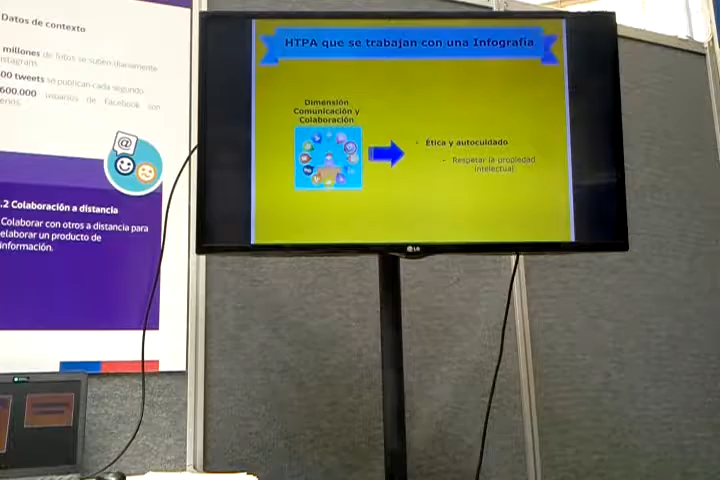 Datos de contexto
millones de fotos se suben diariamente
nstagram.
00 tweets se publican cada segundo.
600.000 usuarios de Facebook son
.2 Colaboración a distancia
Colaborar con otros a distancia para
elaborar un producto de
información.
@
HTPA que se trabajan con una Infografía
Dimensión
Comunicación y
Colaboración
- Ética y autocuidado
- Respetar la propiedad
intelectual
LG